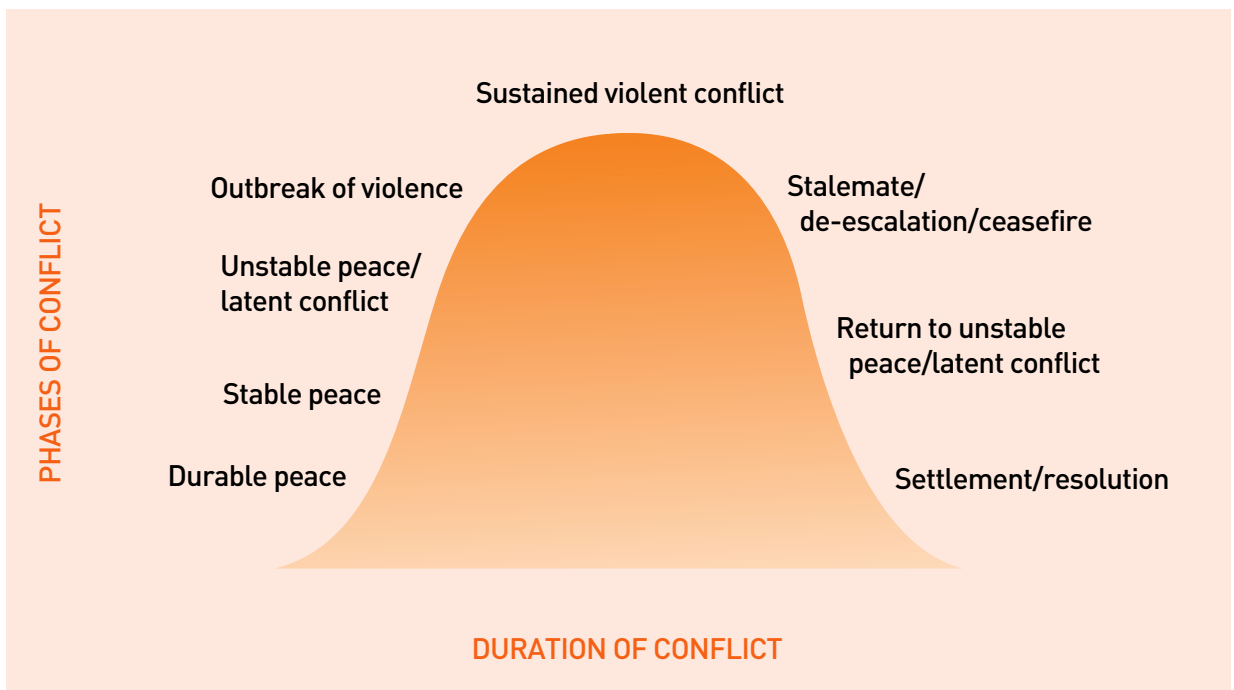 Sustained violent conflict
Outbreak of violence
Stalemate/
de-escalation/ceasefire
Unstable peace/
latent conflict
Return to unstable
peace/latent conflict
Stable peace
Durable peace
Settlement/resolution
PHASES OF CONFLICT
DURATION OF CONFLICT